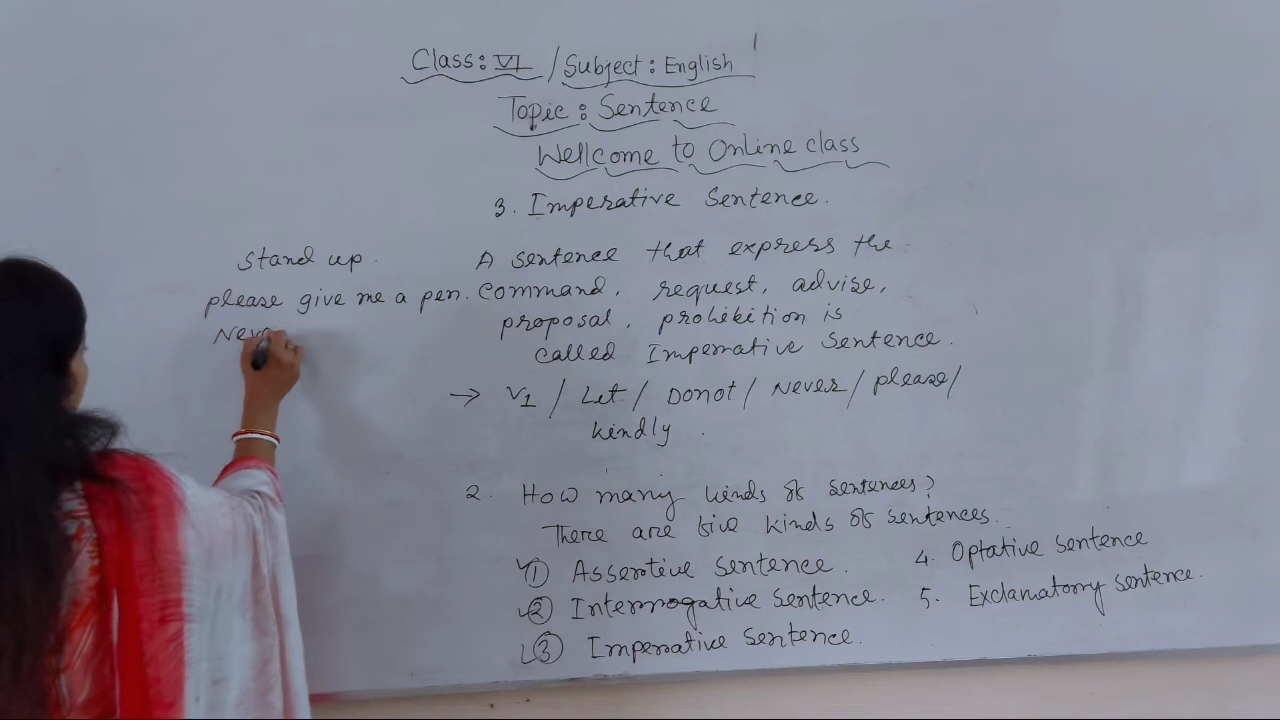 Class: VI / Subject: English
Topic: Sentence
Wellcome to Online class
3. Imperative Sentence.
Stand up.
please give me a pen.
Neve
A sentence that express the
command, request, advise,
proposal, prohibition is
called Imperative Sentence.
→ V1 / Let / Donot / Never / please /
kindly.
2. How many kinds of sentences?
There are five kinds of sentences.
1 Assertive sentence.
2 Interrogative sentence.
3 Imperative sentence.
4. Optative sentence
5. Exclamatory sentence.